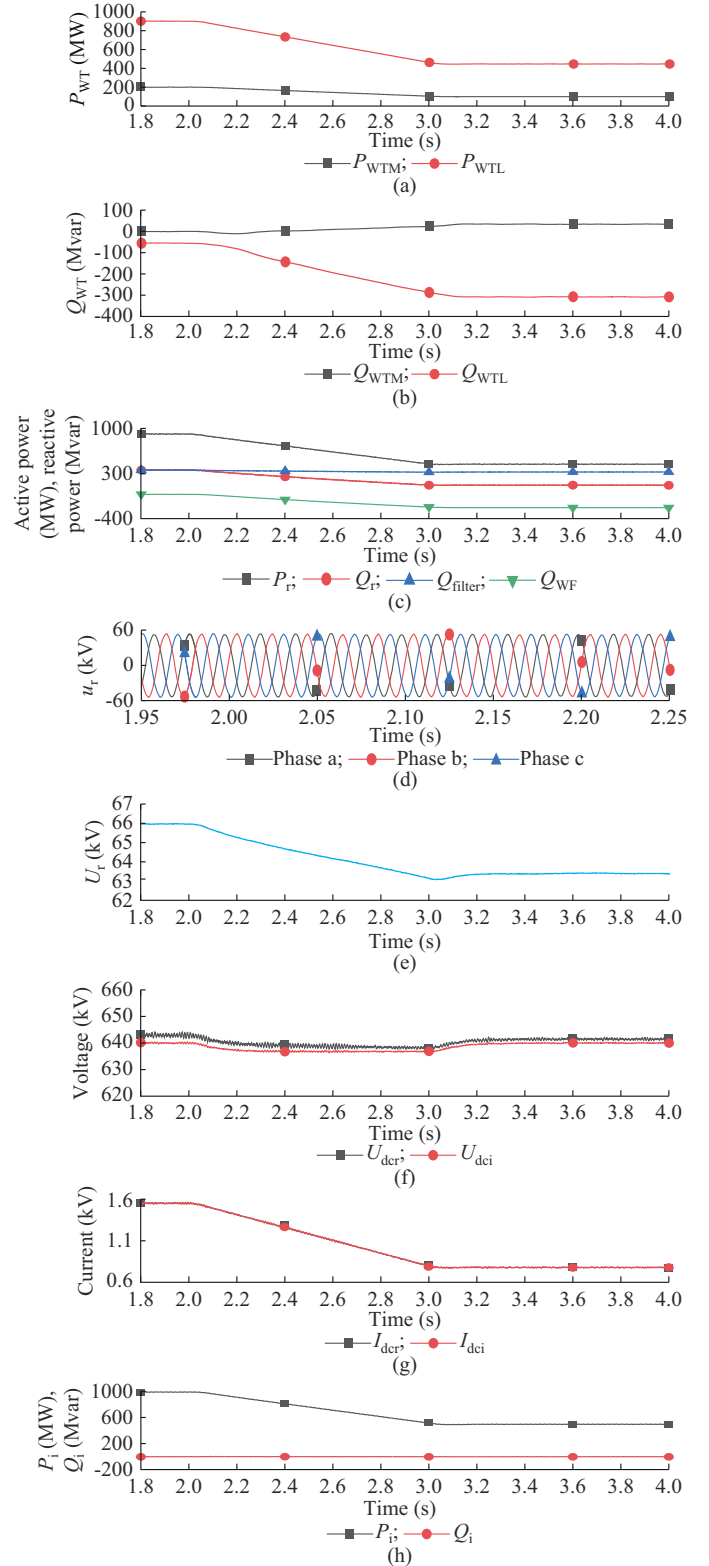 P_WT (MW)
1000
800
600
400
200
0
1.8 2.0 2.2 2.4 2.6 2.8 3.0 3.2 3.4 3.6 3.8 4.0
Time (s)
P_WTM; P_WTL
(a)
Q_WT (Mvar)
100
0
-100
-200
-300
-400
1.8 2.0 2.2 2.4 2.6 2.8 3.0 3.2 3.4 3.6 3.8 4.0
Time (s)
Q_WTM; Q_WTL
(b)
Active power
(MW), reactive
power (Mvar)
1000
300
-400
1.8 2.0 2.2 2.4 2.6 2.8 3.0 3.2 3.4 3.6 3.8 4.0
Time (s)
P_r; Q_r; Q_filter; Q_WF
(c)
u_r (kV)
60
0
-60
1.95 2.00 2.05 2.11 2.15 2.20 2.25
Time (s)
Phase a; Phase b; Phase c
(d)
U_r (kV)
67
66
65
64
63
62
1.8 2.0 2.2 2.4 2.6 2.8 3.0 3.2 3.4 3.6 3.8 4.0
Time (s)
(e)
Voltage (kV)
660
650
640
630
620
1.8 2.0 2.2 2.4 2.6 2.8 3.0 3.2 3.4 3.6 3.8 4.0
Time (s)
U_dcr; U_dci
(f)
Current (kV)
1.6
1.1
0.6
1.8 2.0 2.2 2.4 2.6 2.8 3.0 3.2 3.4 3.6 3.8 4.0
Time (s)
I_dcr; I_dci
(g)
P_i (MW),
Q_i (Mvar)
1000
600
200
-200
1.8 2.0 2.2 2.4 2.6 2.8 3.0 3.2 3.4 3.6 3.8 4.0
Time (s)
P_i; Q_i
(h)